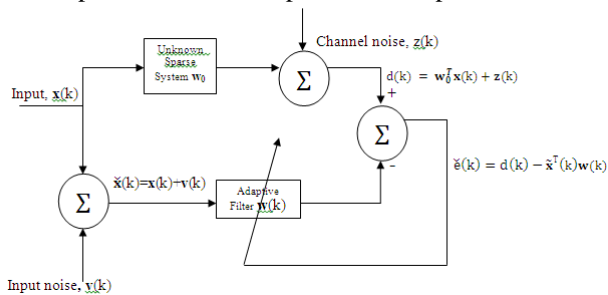 Channel noise, z(k)
Unknown
Sparse
System w₀
Σ
d(k) = w₀ᵀx(k) + z(k)
+
Input, x(k)
Σ
ĕ(k) = d(k) − x̆ᵀ(k)w(k)
x̆(k)=x(k)+v(k)
-
Adaptive
Filter w(k)
Σ
Input noise, v(k)